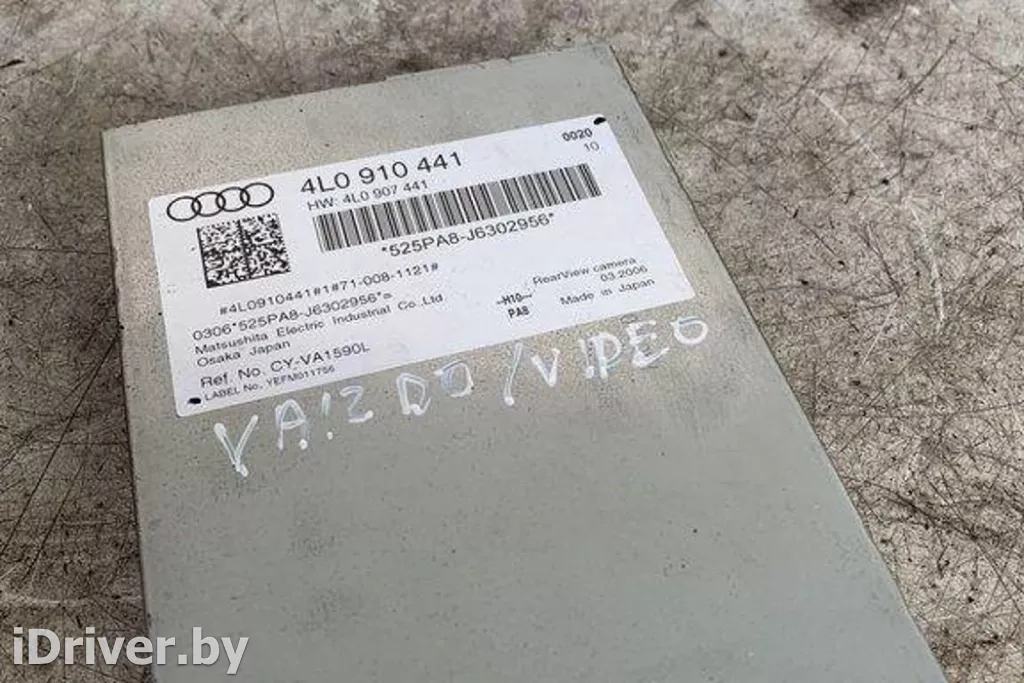 4L0 910 441
0020
HW: 4L0 907 441
10
*525PA8-J6302956*
#4L0910441#1#71-008-1121#
0306*525PA8-J6302956*=
Matsushita Electric Industrial Co.,Ltd
Osaka Japan
Ref. No. CY-VA1590L
LABEL No. YEFM011756
RearView camera
03.2006
Made in Japan
--H10--
PA8
VAIZDO/VIDEO
iDriver.by